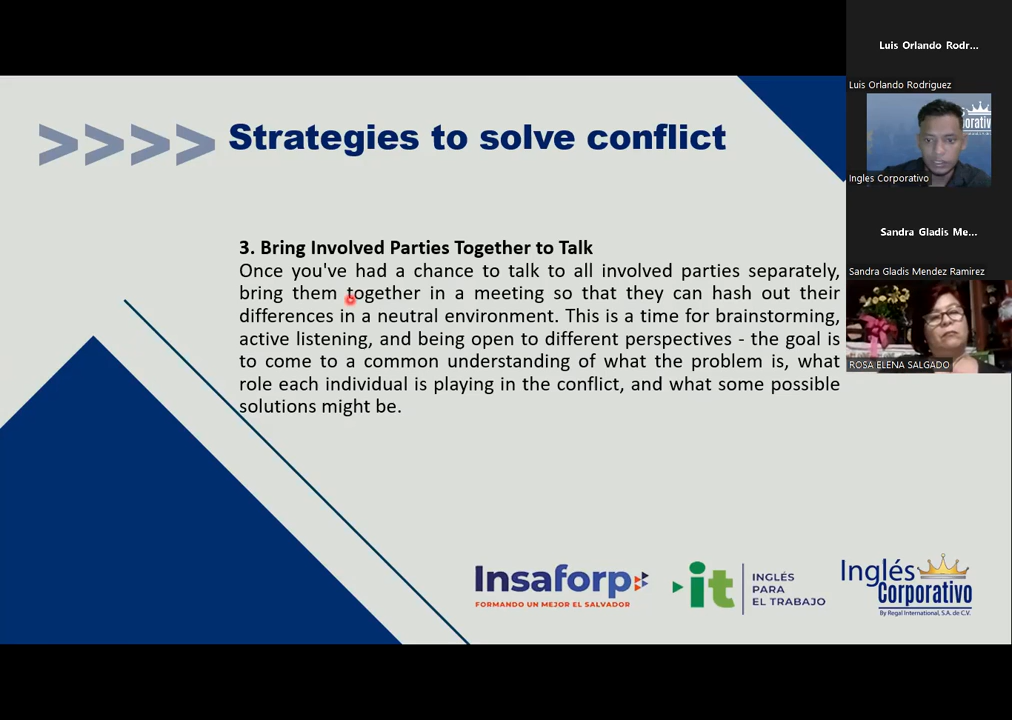 Luis Orlando Rodr...
Luis Orlando Rodriguez
Ingles Corporativo
Sandra Gladis Me...
Sandra Gladis Mendez Ramirez
ROSA ELENA SALGADO
>>>> Strategies to solve conflict
3. Bring Involved Parties Together to Talk
Once you've had a chance to talk to all involved parties separately,
bring them together in a meeting so that they can hash out their
differences in a neutral environment. This is a time for brainstorming,
active listening, and being open to different perspectives - the goal is
to come to a common understanding of what the problem is, what
role each individual is playing in the conflict, and what some possible
solutions might be.
Insaforp
FORMANDO UN MEJOR EL SALVADOR
it
INGLÉS
PARA
EL TRABAJO
Inglés
Corporativo
By Regal International, S.A. de C.V.